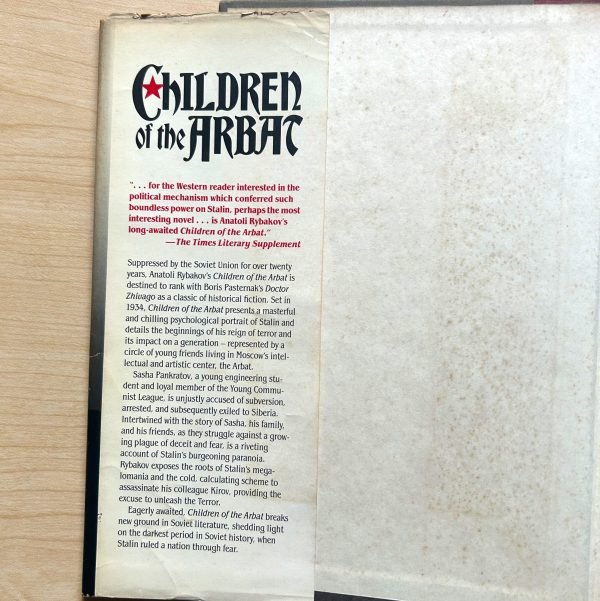 CHILDREN
of the ARBAT
". . . for the Western reader interested in the
political mechanism which conferred such
boundless power on Stalin, perhaps the most
interesting novel . . . is Anatoli Rybakov's
long-awaited Children of the Arbat."
—The Times Literary Supplement
Suppressed by the Soviet Union for over twenty
years, Anatoli Rybakov's Children of the Arbat is
destined to rank with Boris Pasternak's Doctor
Zhivago as a classic of historical fiction. Set in
1934, Children of the Arbat presents a masterful
and chilling psychological portrait of Stalin and
details the beginnings of his reign of terror and
its impact on a generation – represented by a
circle of young friends living in Moscow's intel-
lectual and artistic center, the Arbat.
Sasha Pankratov, a young engineering stu-
dent and loyal member of the Young Commu-
nist League, is unjustly accused of subversion,
arrested, and subsequently exiled to Siberia.
Intertwined with the story of Sasha, his family,
and his friends, as they struggle against a grow-
ing plague of deceit and fear, is a riveting
account of Stalin's burgeoning paranoia.
Rybakov exposes the roots of Stalin's mega-
lomania and the cold, calculating scheme to
assassinate his colleague Kirov, providing the
excuse to unleash the Terror.
Eagerly awaited, Children of the Arbat breaks
new ground in Soviet literature, shedding light
on the darkest period in Soviet history, when
Stalin ruled a nation through fear.